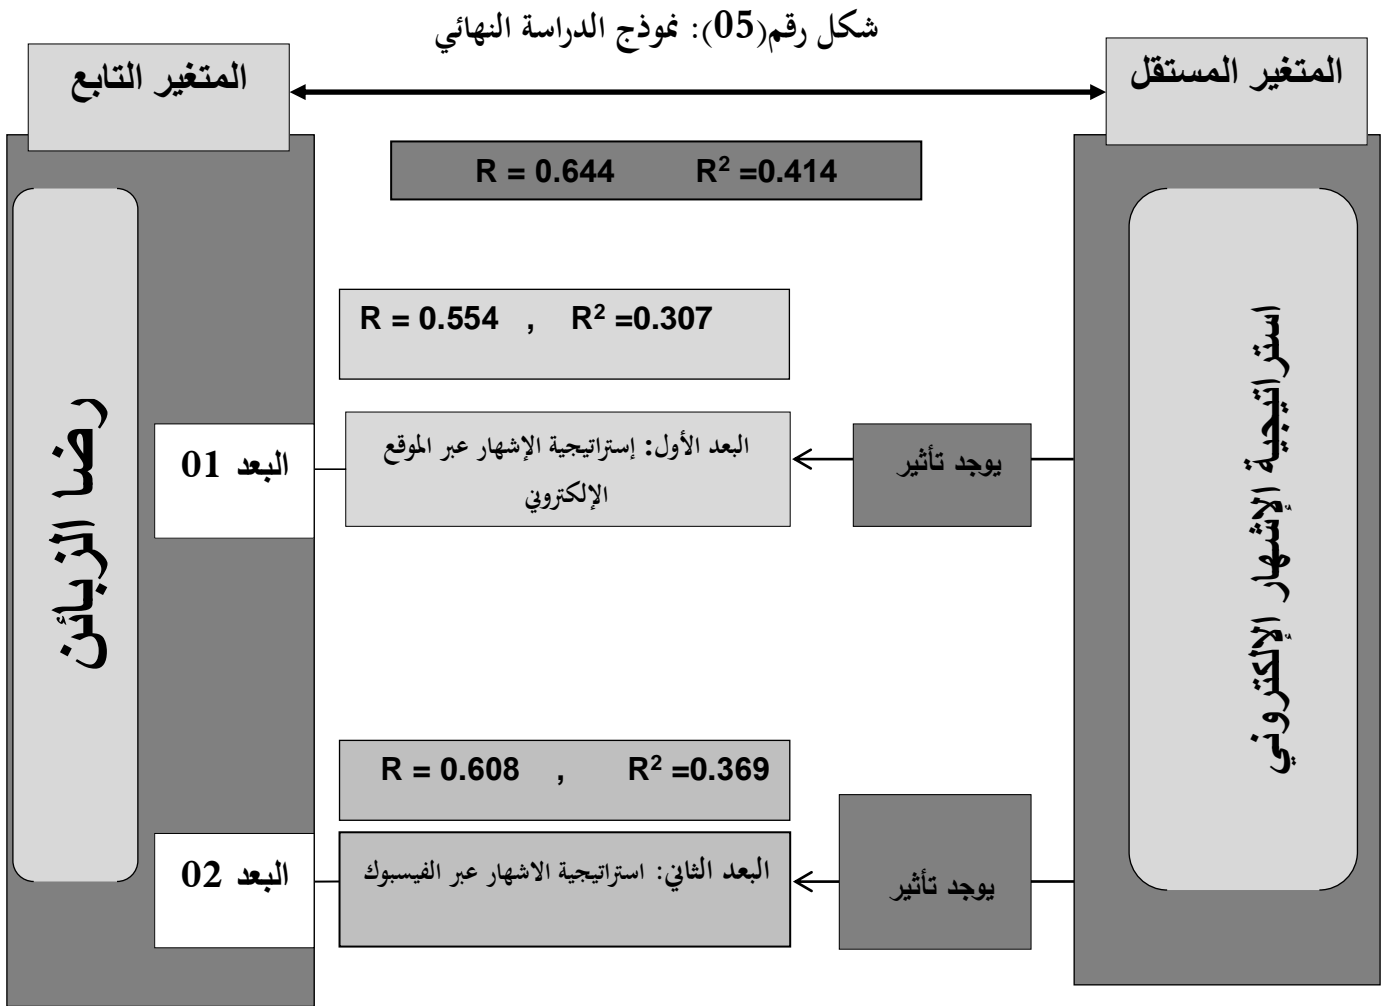 شكل رقم(05): نموذج الدراسة النهائي
المتغير المستقل
المتغير التابع
R = 0.644 R² =0.414
استراتيجية الإشهار الإلكتروني
رضا الزبائن
R = 0.554 , R² =0.307
يوجد تأثير
البعد الأول: إستراتيجية الإشهار عبر الموقع
الإلكتروني
البعد 01
R = 0.608 , R² =0.369
يوجد تأثير
البعد الثاني: استراتيجية الاشهار عبر الفيسبوك
البعد 02